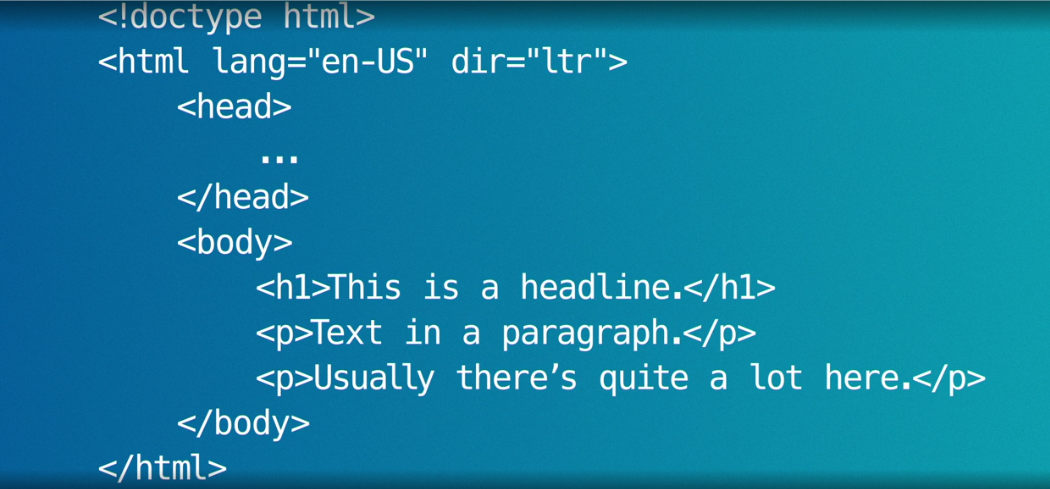 <!doctype html>
<html lang="en-US" dir="ltr">
<head>
...
</head>
<body>
<h1>This is a headline.</h1>
<p>Text in a paragraph.</p>
<p>Usually there’s quite a lot here.</p>
</body>
</html>